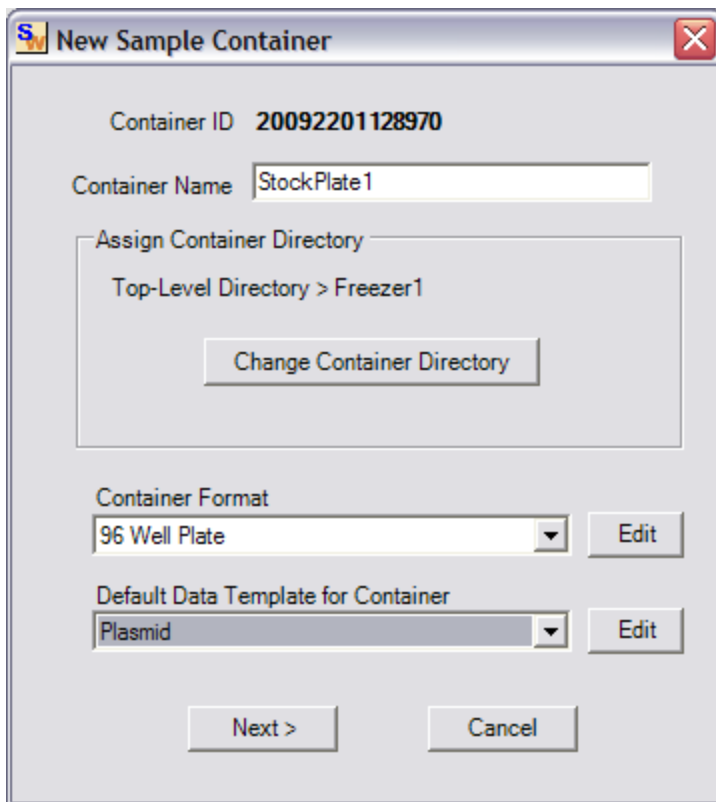 SW New Sample Container
Container ID 20092201128970
Container Name StockPlate1
Assign Container Directory
Top-Level Directory > Freezer1
Change Container Directory
Container Format
96 Well Plate Edit
Default Data Template for Container
Plasmid Edit
Next > Cancel